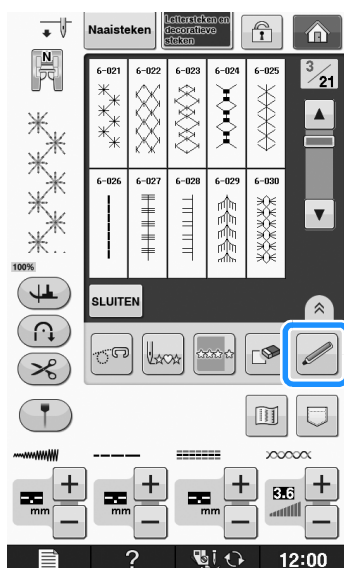 Naaisteken
Lettersteken en
decoratieve
steken
N
6-021 6-022 6-023 6-024 6-025
3/21
6-026 6-027 6-028 6-029 6-030
100%
SLUITEN
mm
mm
3.6
mm
? 12:00